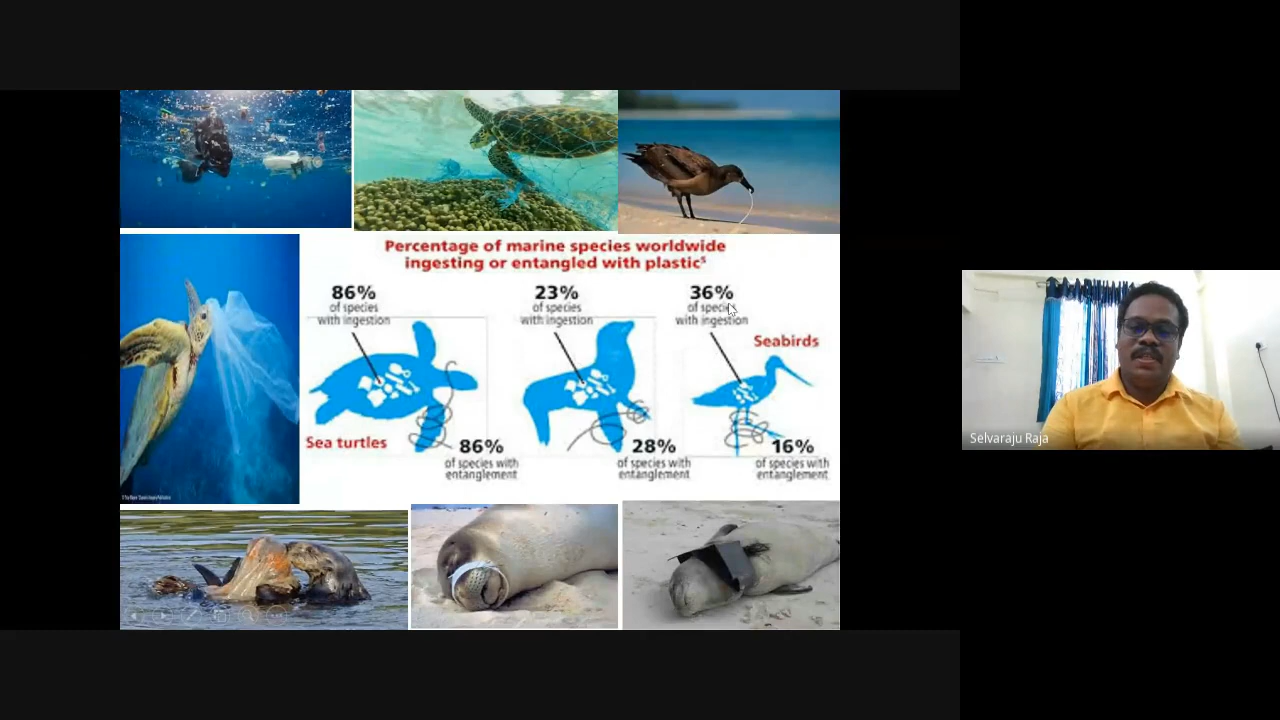 Percentage of marine species worldwide
ingesting or entangled with plastic⁵
86%
of species
with ingestion
23%
of species
with ingestion
36%
of species
with ingestion
Seabirds
Sea turtles
86%
of species with
entanglement
28%
of species with
entanglement
16%
of species with
entanglement
Selvaraju Raja